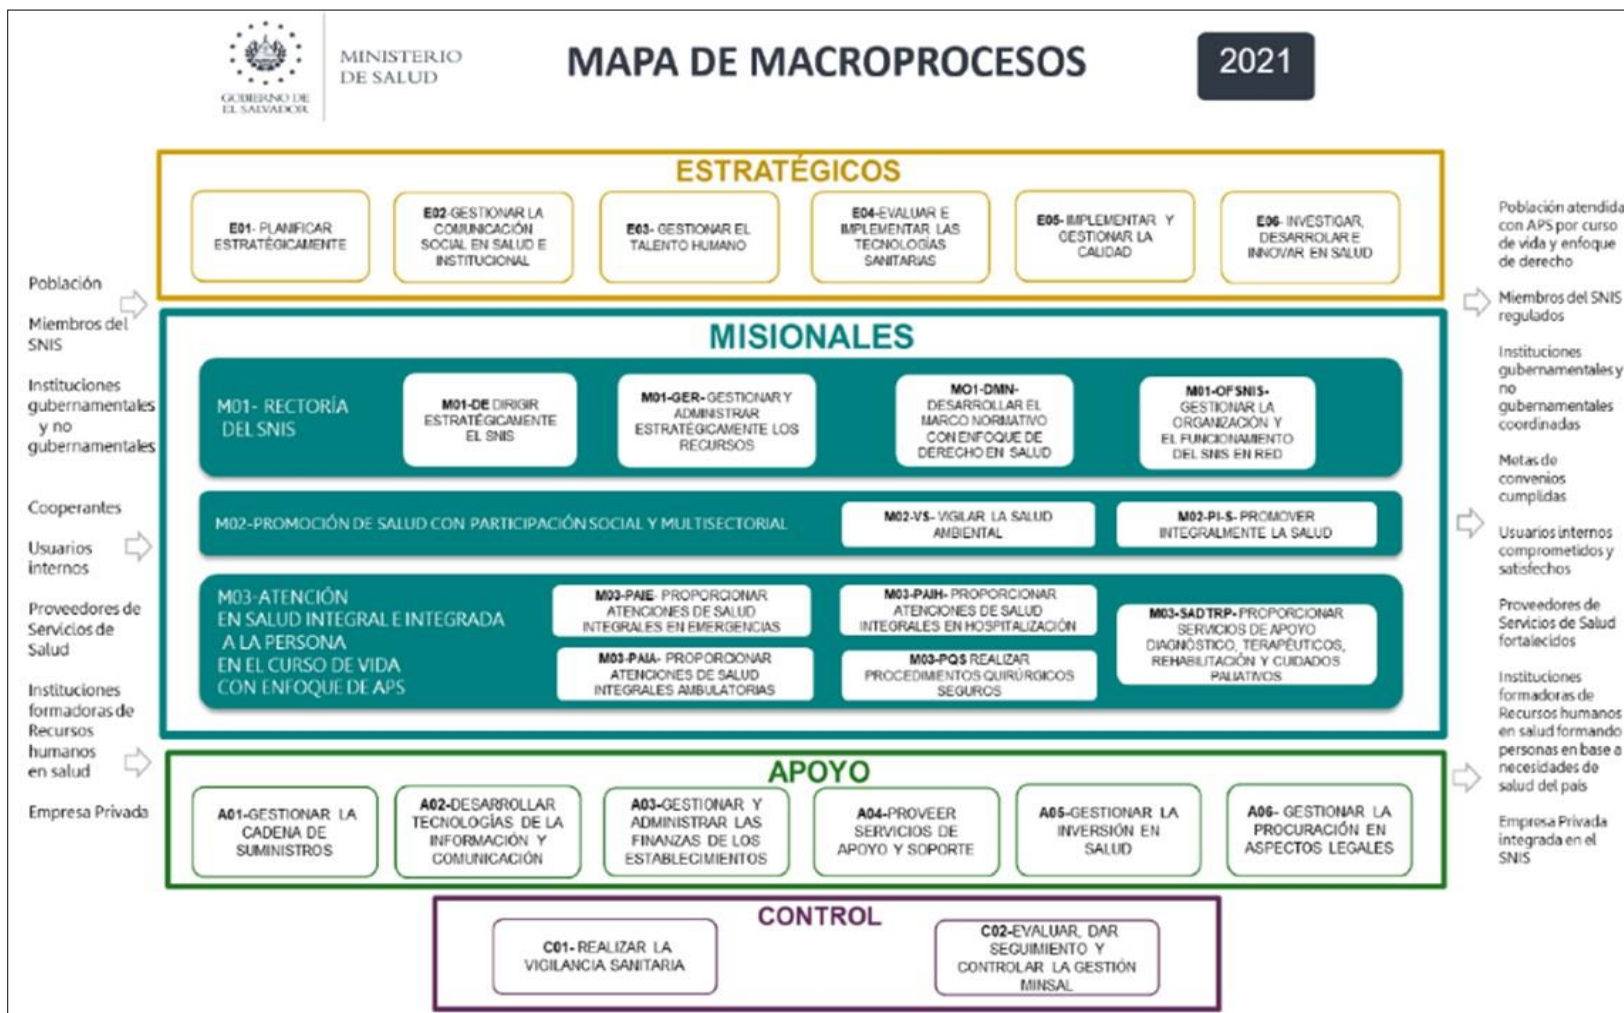 GOBIERNO DE
EL SALVADOR
MINISTERIO
DE SALUD
MAPA DE MACROPROCESOS
2021
Población
Miembros del
SNIS
Instituciones
gubernamentales
y no
gubernamentales
Cooperantes
Usuarios
internos
Proveedores de
Servicios de
Salud
Instituciones
formadoras de
Recursos
humanos
en salud
Empresa Privada
ESTRATÉGICOS
E01- PLANIFICAR
ESTRATÉGICAMENTE
E02-GESTIONAR LA
COMUNICACIÓN
SOCIAL EN SALUD E
INSTITUCIONAL
E03- GESTIONAR EL
TALENTO HUMANO
E04-EVALUAR E
IMPLEMENTAR LAS
TECNOLOGÍAS
SANITARIAS
E05- IMPLEMENTAR Y
GESTIONAR LA
CALIDAD
E06- INVESTIGAR,
DESARROLAR E
INNOVAR EN SALUD
MISIONALES
M01- RECTORÍA
DEL SNIS
M01-DE DIRIGIR
ESTRATÉGICAMENTE
EL SNIS
M01-GER- GESTIONAR Y
ADMINISTRAR
ESTRATÉGICAMENTE LOS
RECURSOS
MO1-DMN-
DESARROLLAR EL
MARCO NORMATIVO
CON ENFOQUE DE
DERECHO EN SALUD
M01-OFSNIS-
GESTIONAR LA
ORGANIZACIÓN Y
EL FUNCIONAMIENTO
DEL SNIS EN RED
M02-PROMOCIÓN DE SALUD CON PARTICIPACIÓN SOCIAL Y MULTISECTORIAL
M02-VS- VIGILAR LA SALUD
AMBIENTAL
M02-PI-S- PROMOVER
INTEGRALMENTE LA SALUD
M03-ATENCIÓN
EN SALUD INTEGRAL E INTEGRADA
A LA PERSONA
EN EL CURSO DE VIDA
CON ENFOQUE DE APS
M03-PAIE- PROPORCIONAR
ATENCIONES DE SALUD
INTEGRALES EN EMERGENCIAS
M03-PAIH- PROPORCIONAR
ATENCIONES DE SALUD
INTEGRALES EN HOSPITALIZACIÓN
M03-PAIA- PROPORCIONAR
ATENCIONES DE SALUD
INTEGRALES AMBULATORIAS
M03-PQS REALIZAR
PROCEDIMIENTOS QUIRÚRGICOS
SEGUROS
M03-SADTRP- PROPORCIONAR
SERVICIOS DE APOYO
DIAGNÓSTICO, TERAPÉUTICOS,
REHABILITACIÓN Y CUIDADOS
PALIATIVOS
APOYO
A01-GESTIONAR LA
CADENA DE
SUMINISTROS
A02-DESARROLLAR
TECNOLOGÍAS DE LA
INFORMACIÓN Y
COMUNICACIÓN
A03-GESTIONAR Y
ADMINISTRAR LAS
FINANZAS DE LOS
ESTABLECIMIENTOS
A04-PROVEER
SERVICIOS DE
APOYO Y SOPORTE
A05-GESTIONAR LA
INVERSIÓN EN
SALUD
A06- GESTIONAR LA
PROCURACIÓN EN
ASPECTOS LEGALES
CONTROL
C01- REALIZAR LA
VIGILANCIA SANITARIA
C02-EVALUAR, DAR
SEGUIMIENTO Y
CONTROLAR LA GESTIÓN
MINSAL
Población atendida
con APS por curso
de vida y enfoque
de derecho
Miembros del SNIS
regulados
Instituciones
gubernamentales y
no
gubernamentales
coordinadas
Metas de
convenios
cumplidas
Usuarios internos
comprometidos y
satisfechos
Proveedores de
Servicios de Salud
fortalecidos
Instituciones
formadoras de
Recursos humanos
en salud formando
personas en base a
necesidades de
salud del país
Empresa Privada
integrada en el
SNIS